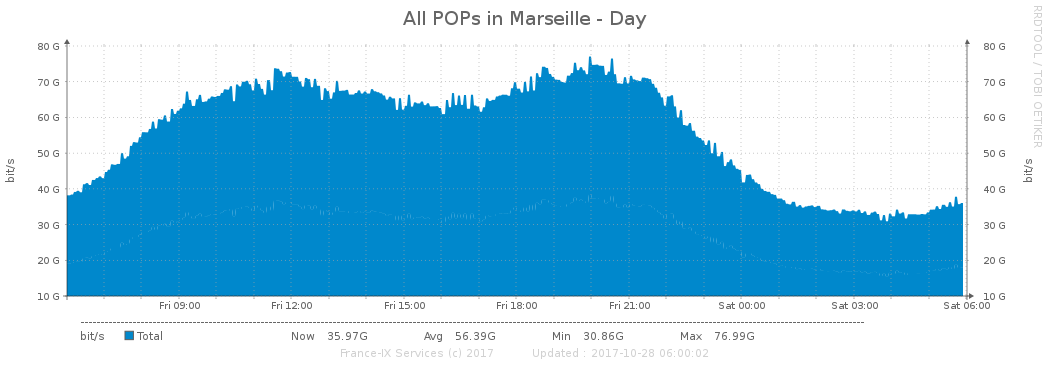 All POPs in Marseille - Day
RRDTOOL / TOBI OETIKER
80 G 80 G
70 G 70 G
60 G 60 G
50 G 50 G
40 G 40 G
30 G 30 G
20 G 20 G
10 G 10 G
bit/s bit/s
Fri 09:00 Fri 12:00 Fri 15:00 Fri 18:00 Fri 21:00 Sat 00:00 Sat 03:00 Sat 06:00
bit/s Total Now 35.97G Avg 56.39G Min 30.86G Max 76.99G
France-IX Services (c) 2017 Updated : 2017-10-28 06:00:02